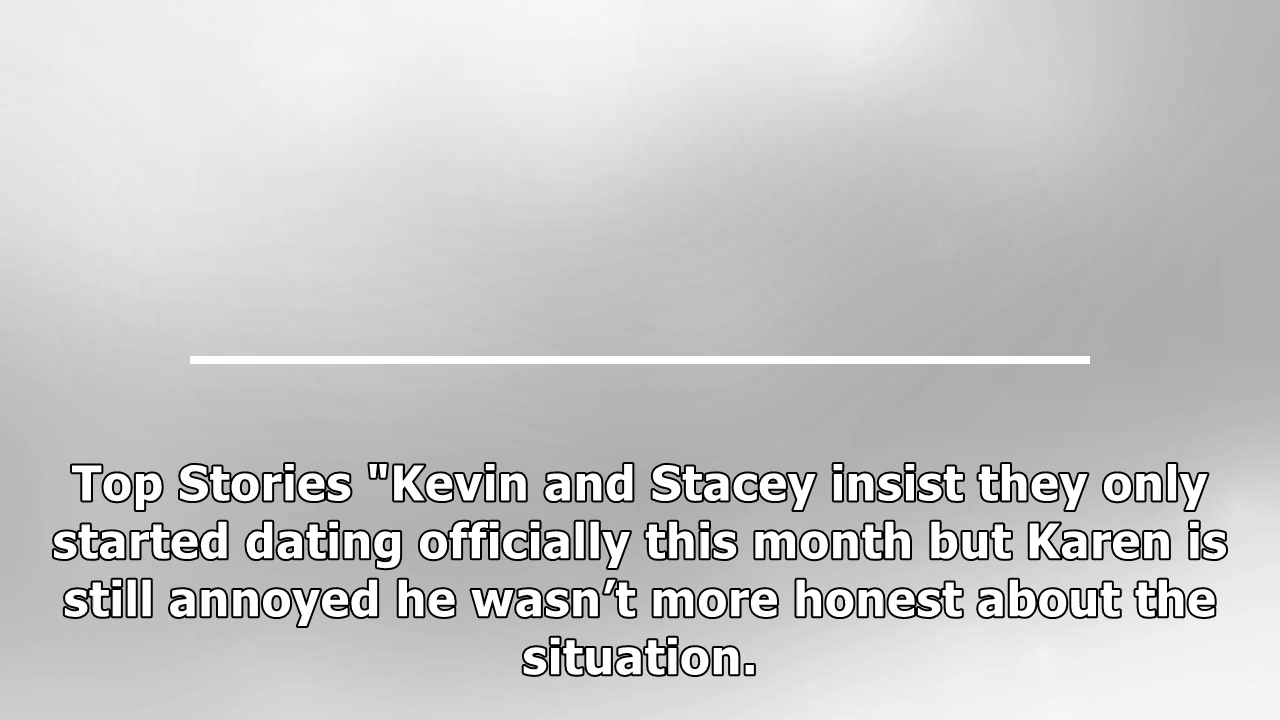 Top Stories "Kevin and Stacey insist they only
started dating officially this month but Karen is
still annoyed he wasn’t more honest about the
situation.